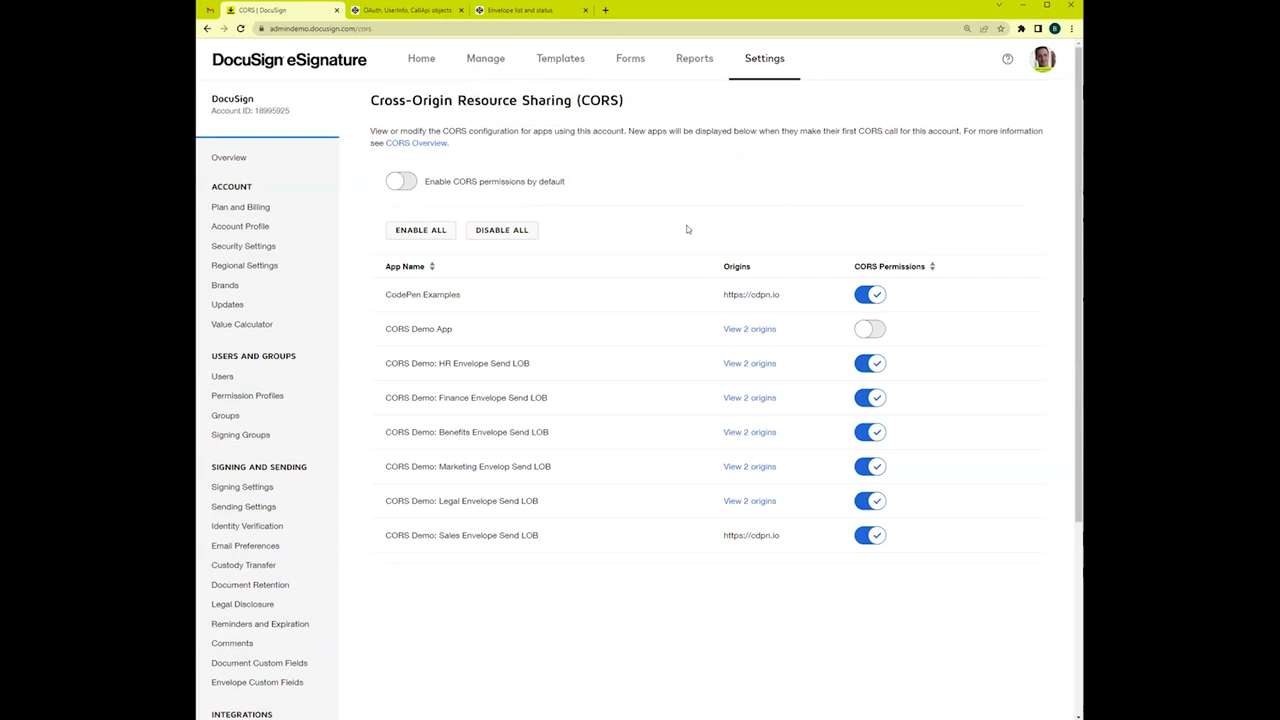 CORS | DocuSign
OAuth, UserInfo, CallApi objects
Envelope list and status
admindemo.docusign.com/cors
B
DocuSign eSignature
Home
Manage
Templates
Forms
Reports
Settings
DocuSign
Account ID: 18995925
Overview
ACCOUNT
Plan and Billing
Account Profile
Security Settings
Regional Settings
Brands
Updates
Value Calculator
USERS AND GROUPS
Users
Permission Profiles
Groups
Signing Groups
SIGNING AND SENDING
Signing Settings
Sending Settings
Identity Verification
Email Preferences
Custody Transfer
Document Retention
Legal Disclosure
Reminders and Expiration
Comments
Document Custom Fields
Envelope Custom Fields
INTEGRATIONS
Cross-Origin Resource Sharing (CORS)
View or modify the CORS configuration for apps using this account. New apps will be displayed below when they make their first CORS call for this account. For more information
see CORS Overview.
Enable CORS permissions by default
ENABLE ALL
DISABLE ALL
App Name
Origins
CORS Permissions
CodePen Examples
https://cdpn.io
CORS Demo App
View 2 origins
CORS Demo: HR Envelope Send LOB
View 2 origins
CORS Demo: Finance Envelope Send LOB
View 2 origins
CORS Demo: Benefits Envelope Send LOB
View 2 origins
CORS Demo: Marketing Envelop Send LOB
View 2 origins
CORS Demo: Legal Envelope Send LOB
View 2 origins
CORS Demo: Sales Envelope Send LOB
https://cdpn.io